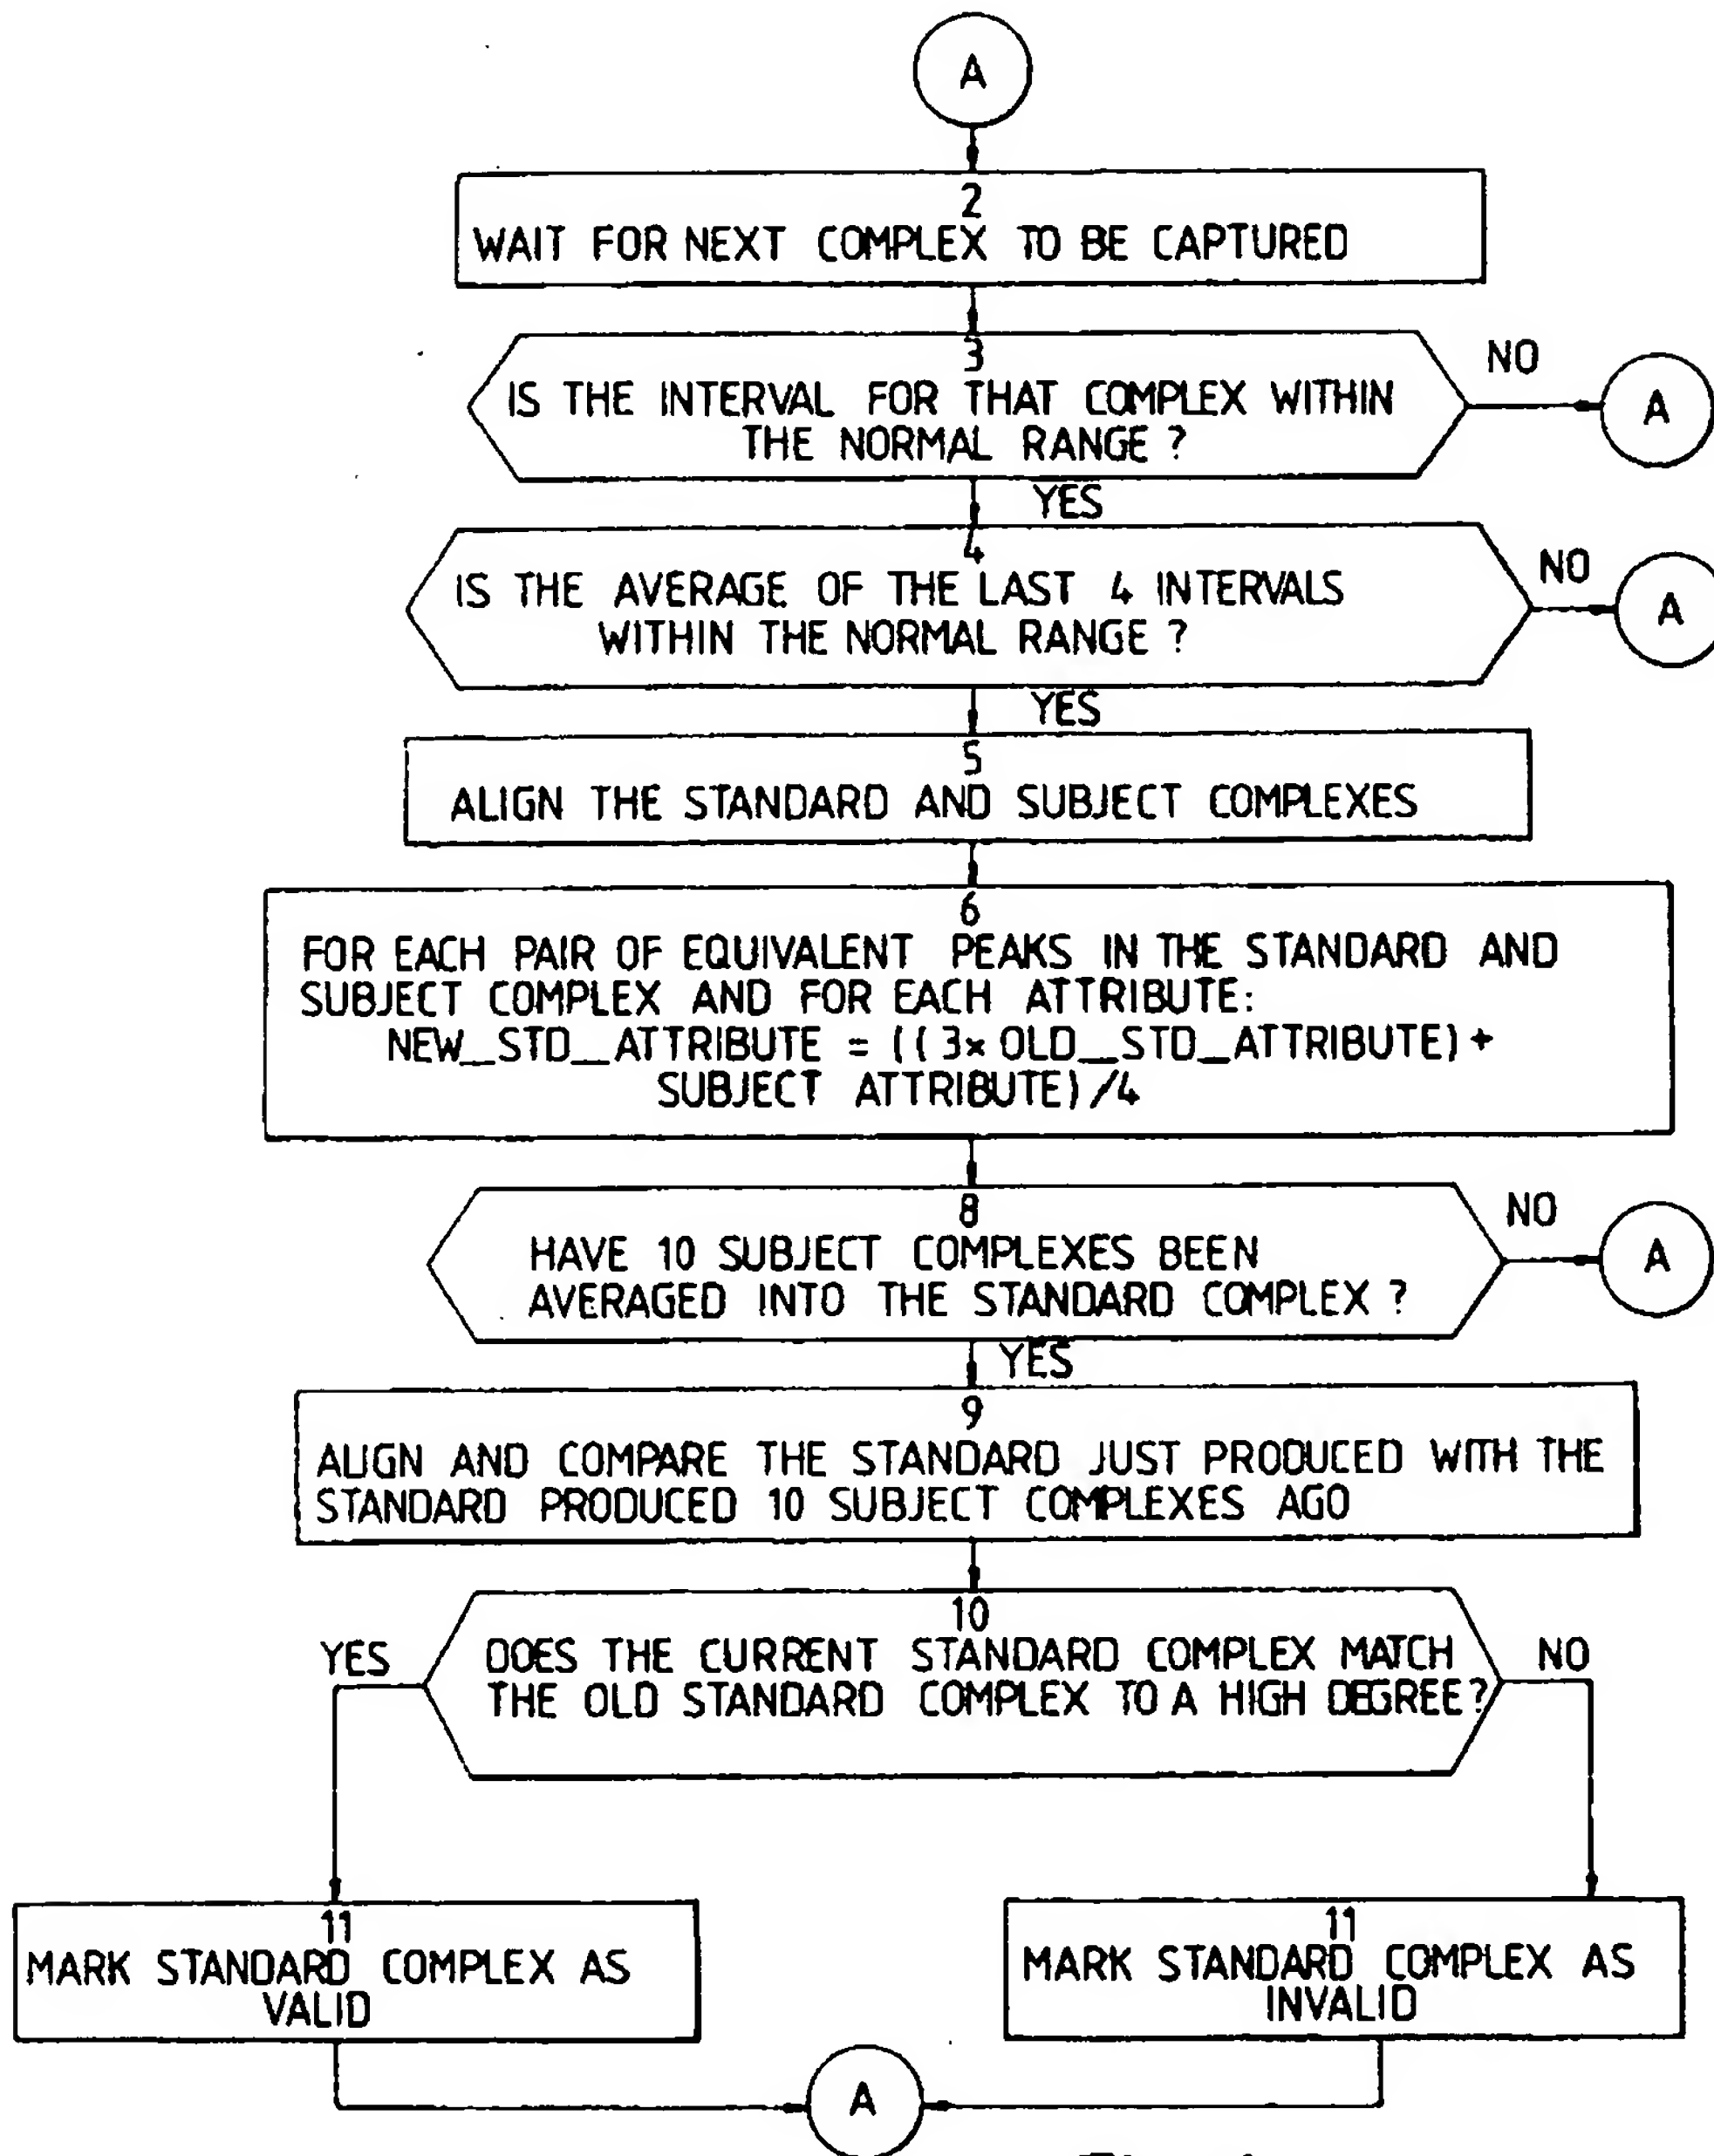 A
2
WAIT FOR NEXT COMPLEX TO BE CAPTURED
3
IS THE INTERVAL FOR THAT COMPLEX WITHIN
THE NORMAL RANGE ?
NO
A
YES
4
IS THE AVERAGE OF THE LAST 4 INTERVALS
WITHIN THE NORMAL RANGE ?
NO
A
YES
5
ALIGN THE STANDARD AND SUBJECT COMPLEXES
6
FOR EACH PAIR OF EQUIVALENT PEAKS IN THE STANDARD AND
SUBJECT COMPLEX AND FOR EACH ATTRIBUTE:
NEW_STD_ATTRIBUTE = ((3× OLD_STD_ATTRIBUTE) +
SUBJECT ATTRIBUTE) /4
8
HAVE 10 SUBJECT COMPLEXES BEEN
AVERAGED INTO THE STANDARD COMPLEX ?
NO
A
YES
9
ALIGN AND COMPARE THE STANDARD JUST PRODUCED WITH THE
STANDARD PRODUCED 10 SUBJECT COMPLEXES AGO
10
DOES THE CURRENT STANDARD COMPLEX MATCH
THE OLD STANDARD COMPLEX TO A HIGH DEGREE?
YES
NO
11
MARK STANDARD COMPLEX AS
VALID
11
MARK STANDARD COMPLEX AS
INVALID
A